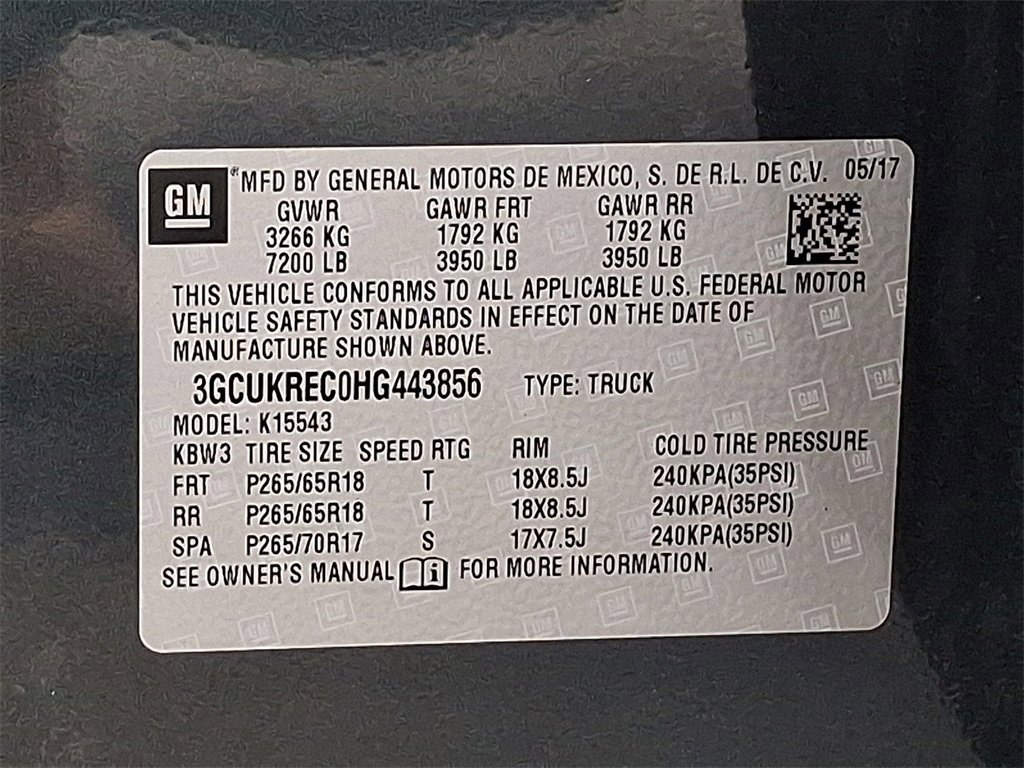 GM ® MFD BY GENERAL MOTORS DE MEXICO, S. DE R.L. DE C.V. 05/17
GVWR GAWR FRT GAWR RR
3266 KG 1792 KG 1792 KG
7200 LB 3950 LB 3950 LB
THIS VEHICLE CONFORMS TO ALL APPLICABLE U.S. FEDERAL MOTOR
VEHICLE SAFETY STANDARDS IN EFFECT ON THE DATE OF
MANUFACTURE SHOWN ABOVE.
3GCUKREC0HG443856 TYPE: TRUCK
MODEL: K15543
KBW3 TIRE SIZE SPEED RTG RIM COLD TIRE PRESSURE
FRT P265/65R18 T 18X8.5J 240KPA(35PSI)
RR P265/65R18 T 18X8.5J 240KPA(35PSI)
SPA P265/70R17 S 17X7.5J 240KPA(35PSI)
SEE OWNER'S MANUAL i FOR MORE INFORMATION.